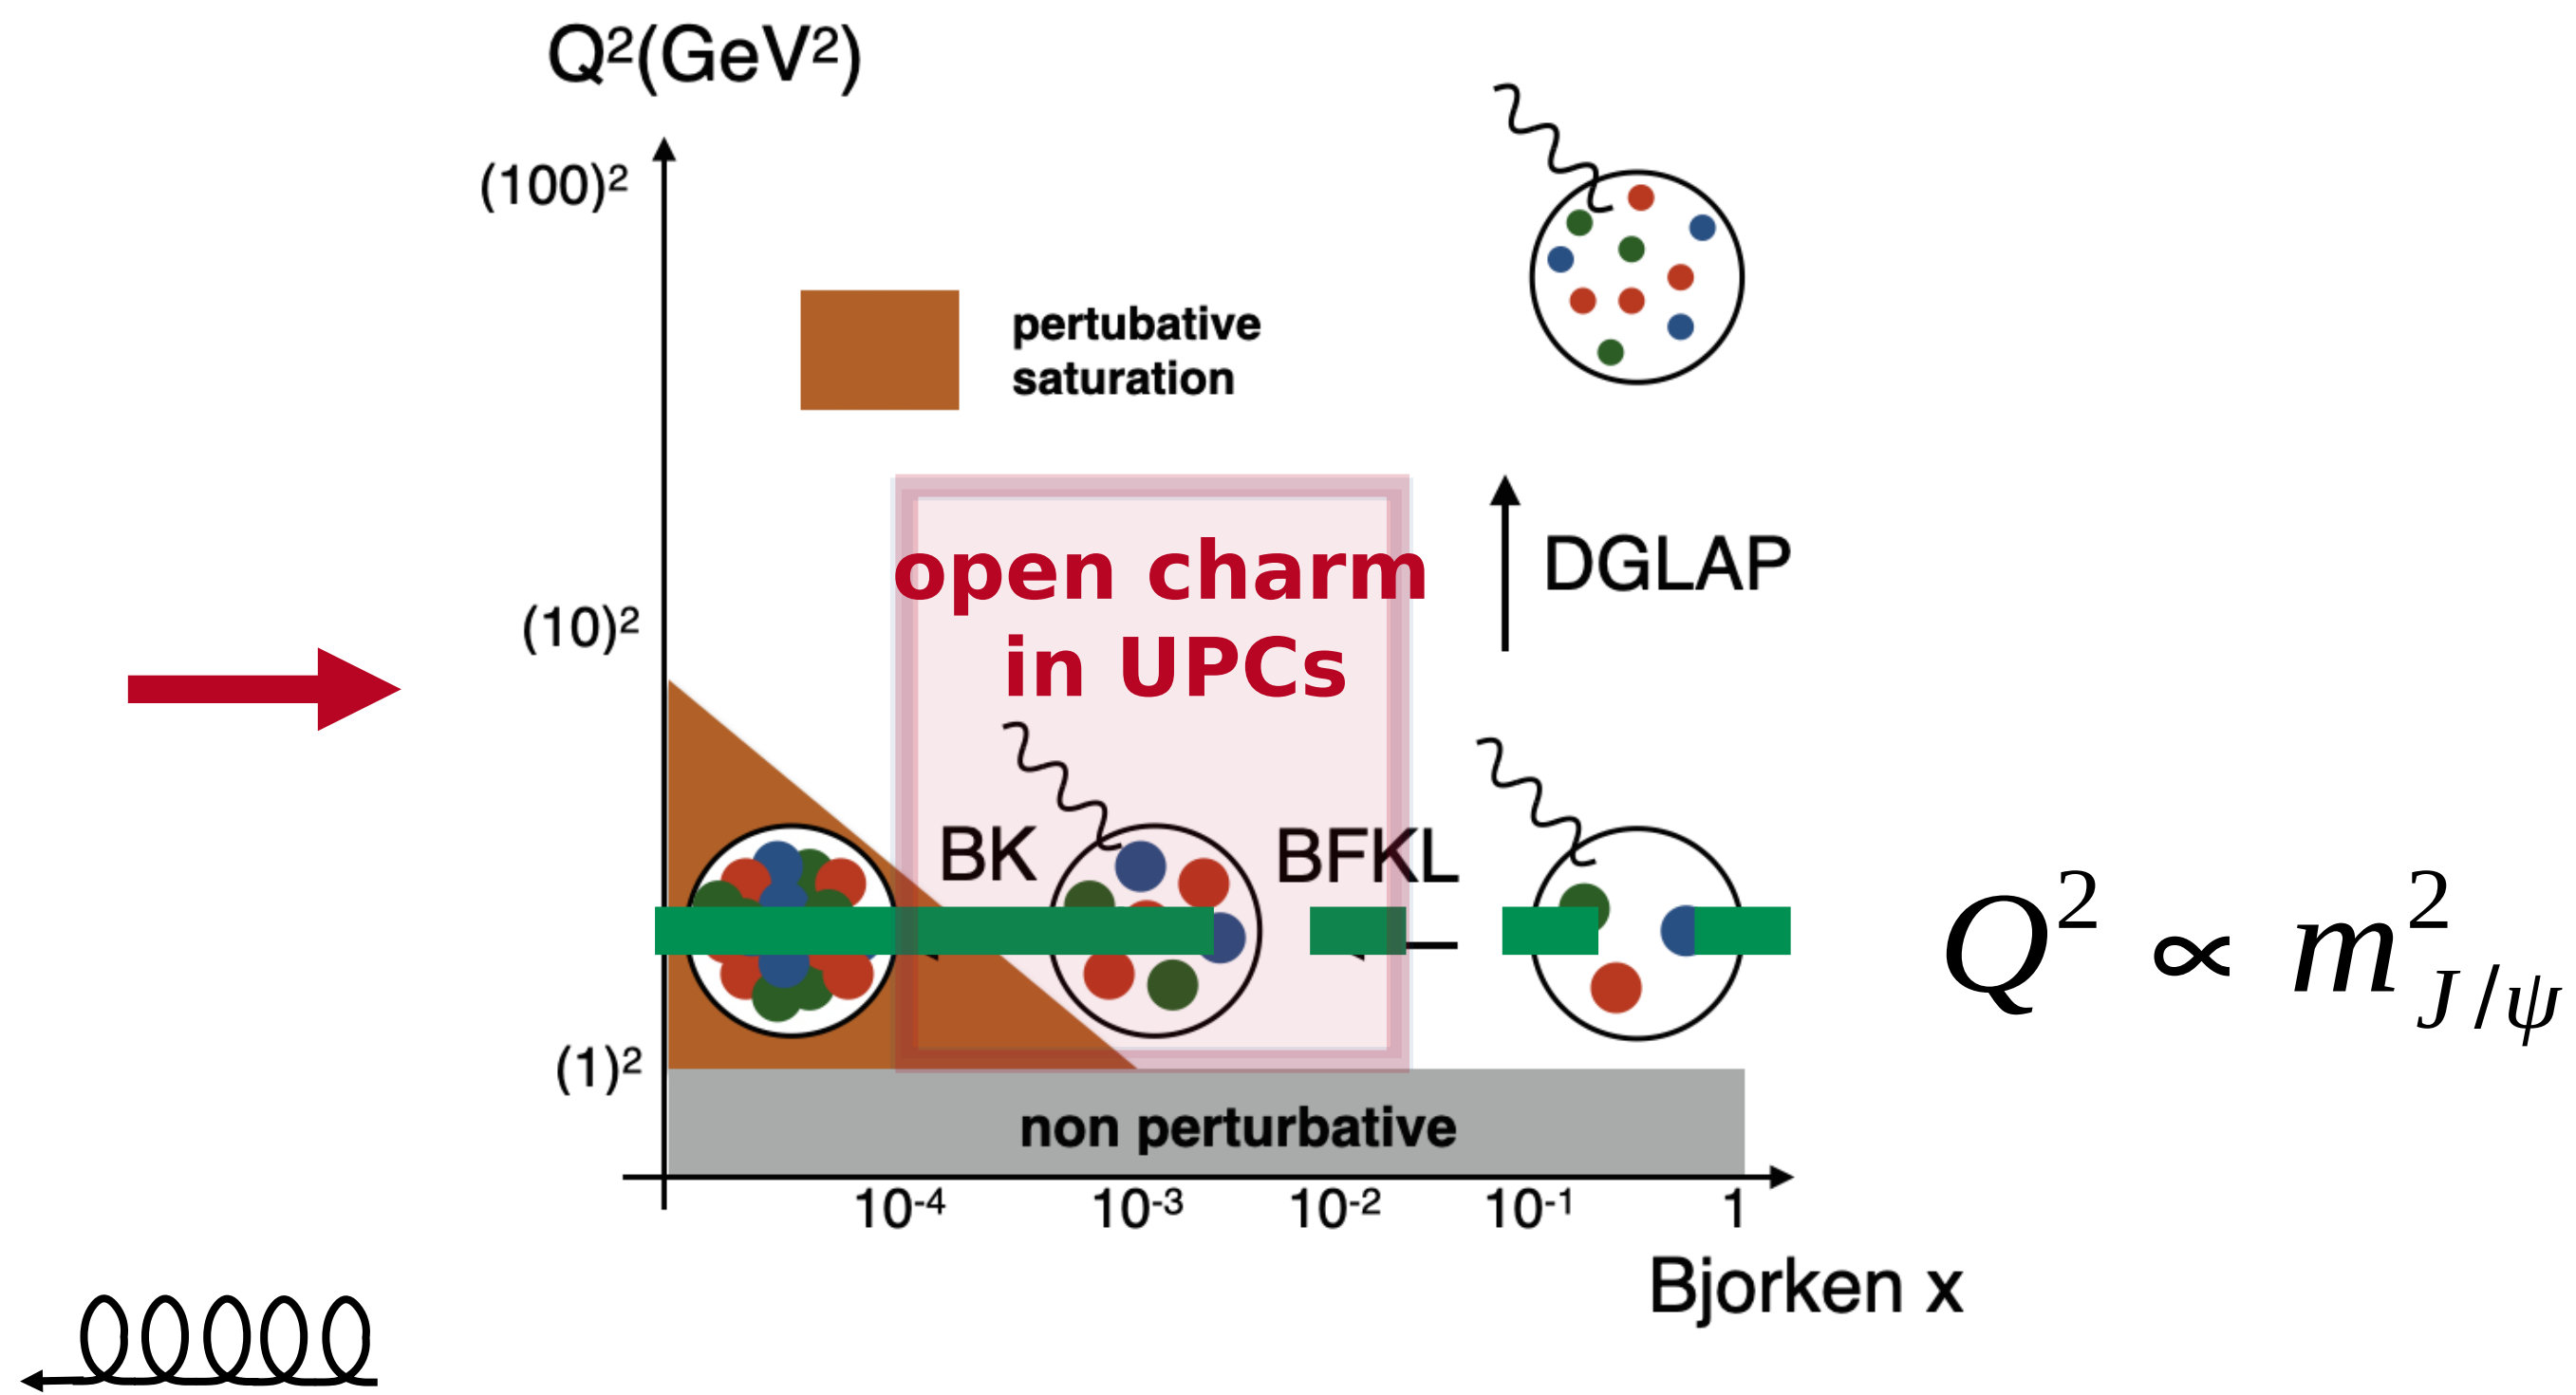 Q²(GeV²)
(100)²
pertubative
saturation
open charm
in UPCs
DGLAP
(10)²
BK
BFKL
Q² ∝ m²_{J/ψ}
(1)²
non perturbative
10⁻⁴ 10⁻³ 10⁻² 10⁻¹ 1
Bjorken x